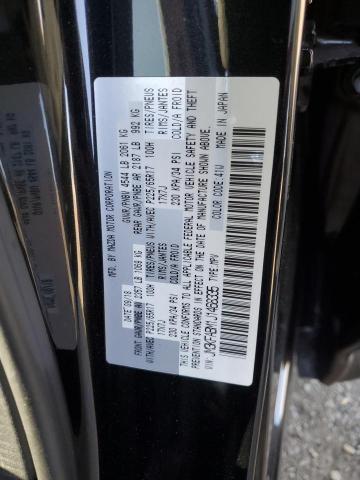 MFD BY: MAZDA MOTOR CORPORATION
DATE: 09/18 GVWR/PNBV 4544 LB 2061 KG
FRONT GAWR/PNBE AV 2357 LB 1069 KG REAR GAWR/PNBE AR 2187 LB 992 KG
WITH/AVEC P225/65R17 100H TIRES/PNEUS WITH/AVEC P225/65R17 100H TIRES/PNEUS
17X7J RIMS/JANTES 17X7J RIMS/JANTES
230 KPA/34 PSI COLD/A FROID 230 KPA/34 PSI COLD/A FROID
THIS VEHICLE CONFORMS TO ALL APPLICABLE FEDERAL MOTOR VEHICLE SAFETY AND THEFT
PREVENTION STANDARDS IN EFFECT ON THE DATE OF MANUFACTURE SHOWN ABOVE.
COLOR CODE:41W MADE IN JAPAN
TYPE:MPV